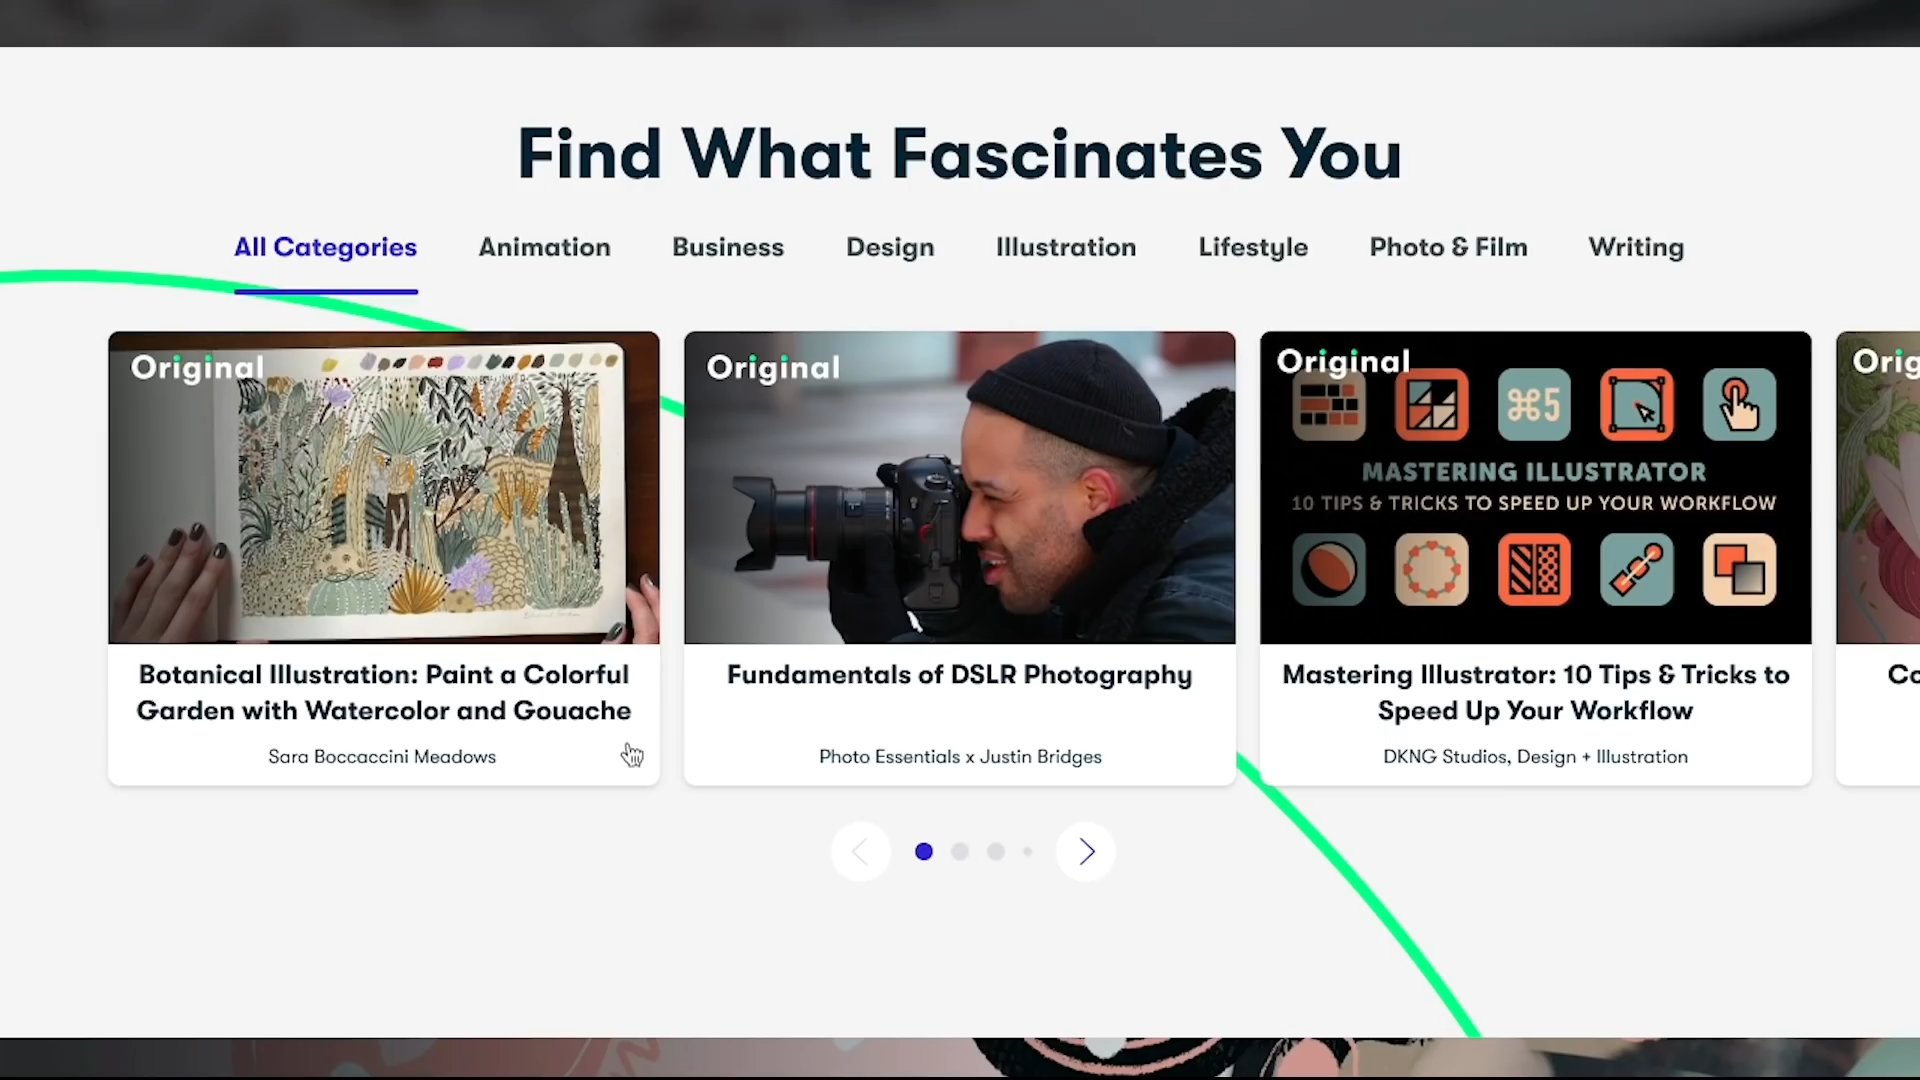 Find What Fascinates You
All Categories Animation Business Design Illustration Lifestyle Photo & Film Writing
Original
Botanical Illustration: Paint a Colorful
Garden with Watercolor and Gouache
Sara Boccaccini Meadows
Original
Fundamentals of DSLR Photography
Photo Essentials x Justin Bridges
Original
⌘5
MASTERING ILLUSTRATOR
10 TIPS & TRICKS TO SPEED UP YOUR WORKFLOW
Mastering Illustrator: 10 Tips & Tricks to
Speed Up Your Workflow
DKNG Studios, Design + Illustration
Orig
Co